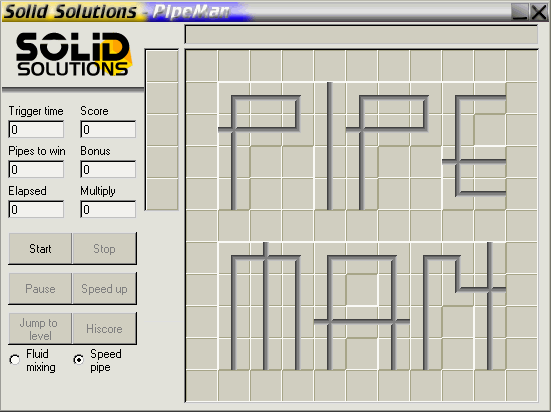 Solid Solutions - PipeMan
SOLID
SOLUTIONS
Trigger time Score
0 0
Pipes to win Bonus
0 0
Elapsed Multiply
0 0
Start Stop
Pause Speed up
Jump to level Hiscore
Fluid mixing Speed pipe
PIPE
MAN